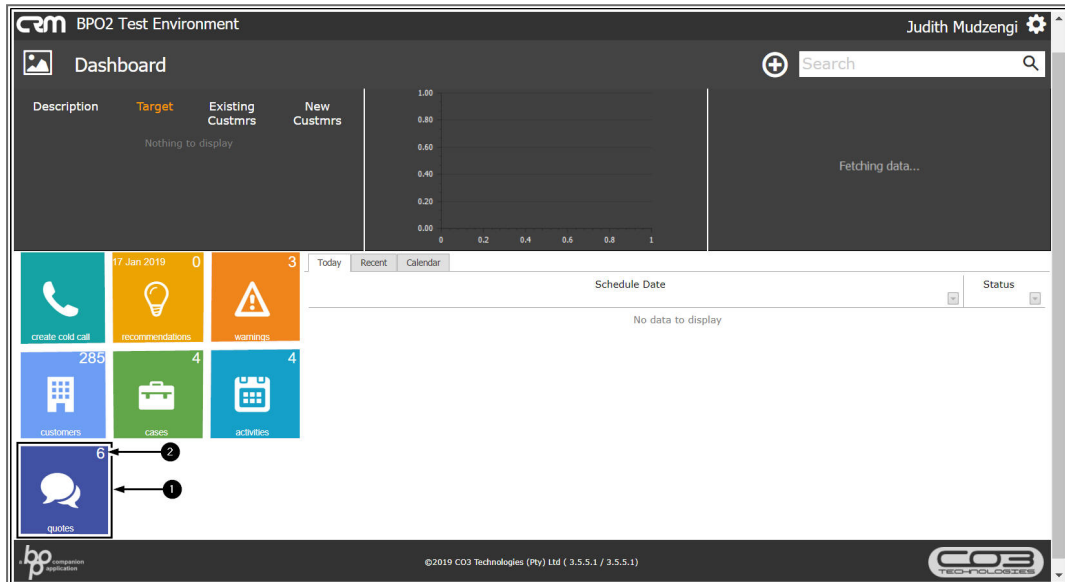 CRM BPO2 Test Environment
Judith Mudzengi
Dashboard
Search
Description Target Existing Custmrs New Custmrs
Nothing to display
1.00
0.80
0.60
0.40
0.20
0.00
0 0.2 0.4 0.6 0.8 1
Fetching data...
17 Jan 2019 0
3
create cold call
recommendations
warnings
Today Recent Calendar
Schedule Date
Status
No data to display
285
4
4
customers
cases
activities
6
2
1
quotes
a bpo companion application
©2019 CO3 Technologies (Pty) Ltd ( 3.5.5.1 / 3.5.5.1)
CO3
TECHNOLOGIES